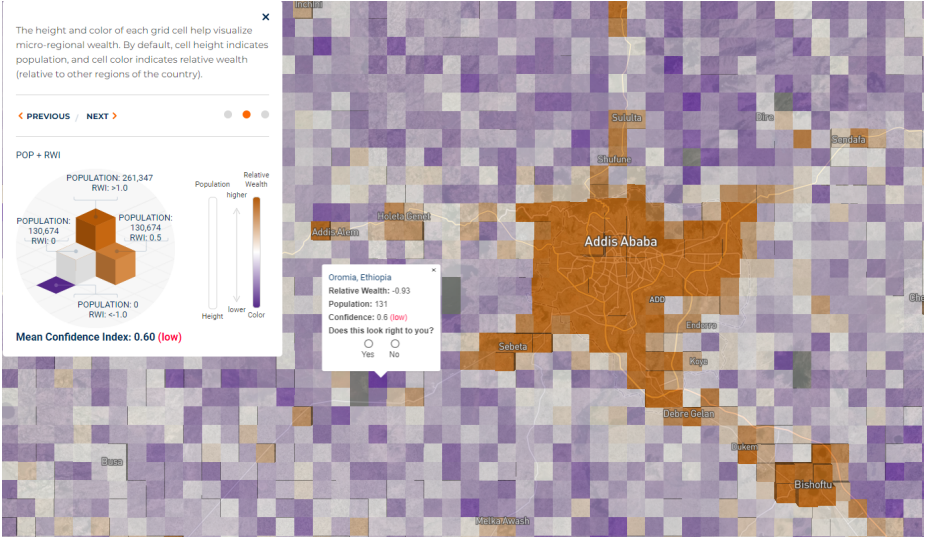 ×
The height and color of each grid cell help visualize
micro-regional wealth. By default, cell height indicates
population, and cell color indicates relative wealth
(relative to other regions of the country).
< PREVIOUS / NEXT >
POP + RWI
POPULATION: 261,347
RWI: >1.0
POPULATION:
130,674
RWI: 0
POPULATION:
130,674
RWI: 0.5
POPULATION: 0
RWI: <-1.0
Population
Relative
Wealth
higher
lower
Height
Color
Mean Confidence Index: 0.60 (low)
Inchini
Sululta
Dire
Sendafa
Shufune
Holeta Genet
Addis Alem
Addis Ababa
×
Oromia, Ethiopia
Relative Wealth: -0.93
Population: 131
Confidence: 0.6 (low)
Does this look right to you?
Yes No
ADD
Che
Endorro
Sebeta
Koye
Debre Gelan
Dukem
Busa
Bishoftu
Melka Awash